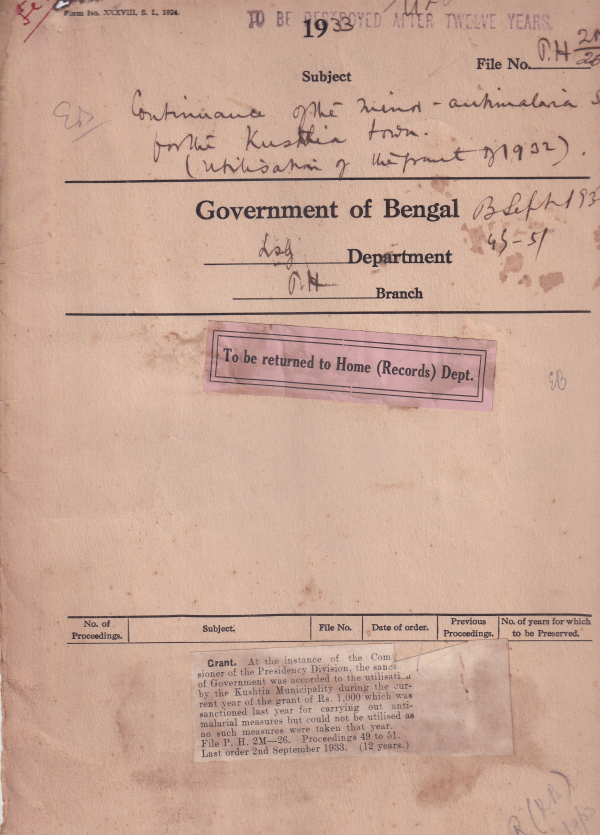 Form No. XXXVIII, S. I., 1924.
TO BE DESTROYED AFTER TWELVE YEARS.
1933
File No. P.H
Subject
Continuance of the minor-antimalaria
for the Kushtia town.
(utilisation of the grant of 1932).
Government of Bengal
B Sept 193
49-51
LSG Department
P.H Branch
To be returned to Home (Records) Dept.
No. of Proceedings. Subject. File No. Date of order. Previous Proceedings. No. of years for which to be Preserved.
Grant. At the instance of the Com
sioner of the Presidency Division, the sanc
of Government was accorded to the utilisation
by the Kushtia Municipality during the cur-
rent year of the grant of Rs. 1,000 which was
sanctioned last year for carrying out anti-
malarial measures but could not be utilised as
no such measures were taken that year.
File P. H. 2M—26. Proceedings 49 to 51.
Last order 2nd September 1933. (12 years.)